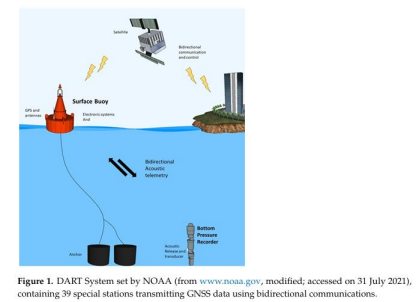 Satellite
Bidirectional
communication
and control
Surface Buoy
GPS and
antennas
Electronic systems
And
Bidirectional
Acoustic
telemetry
Bottom
Pressure
Recorder
Acoustic
Release and
transducer
Anchor
Figure 1. DART System set by NOAA (from www.noaa.gov, modified; accessed on 31 July 2021),
containing 39 special stations transmitting GNSS data using bidirectional communications.